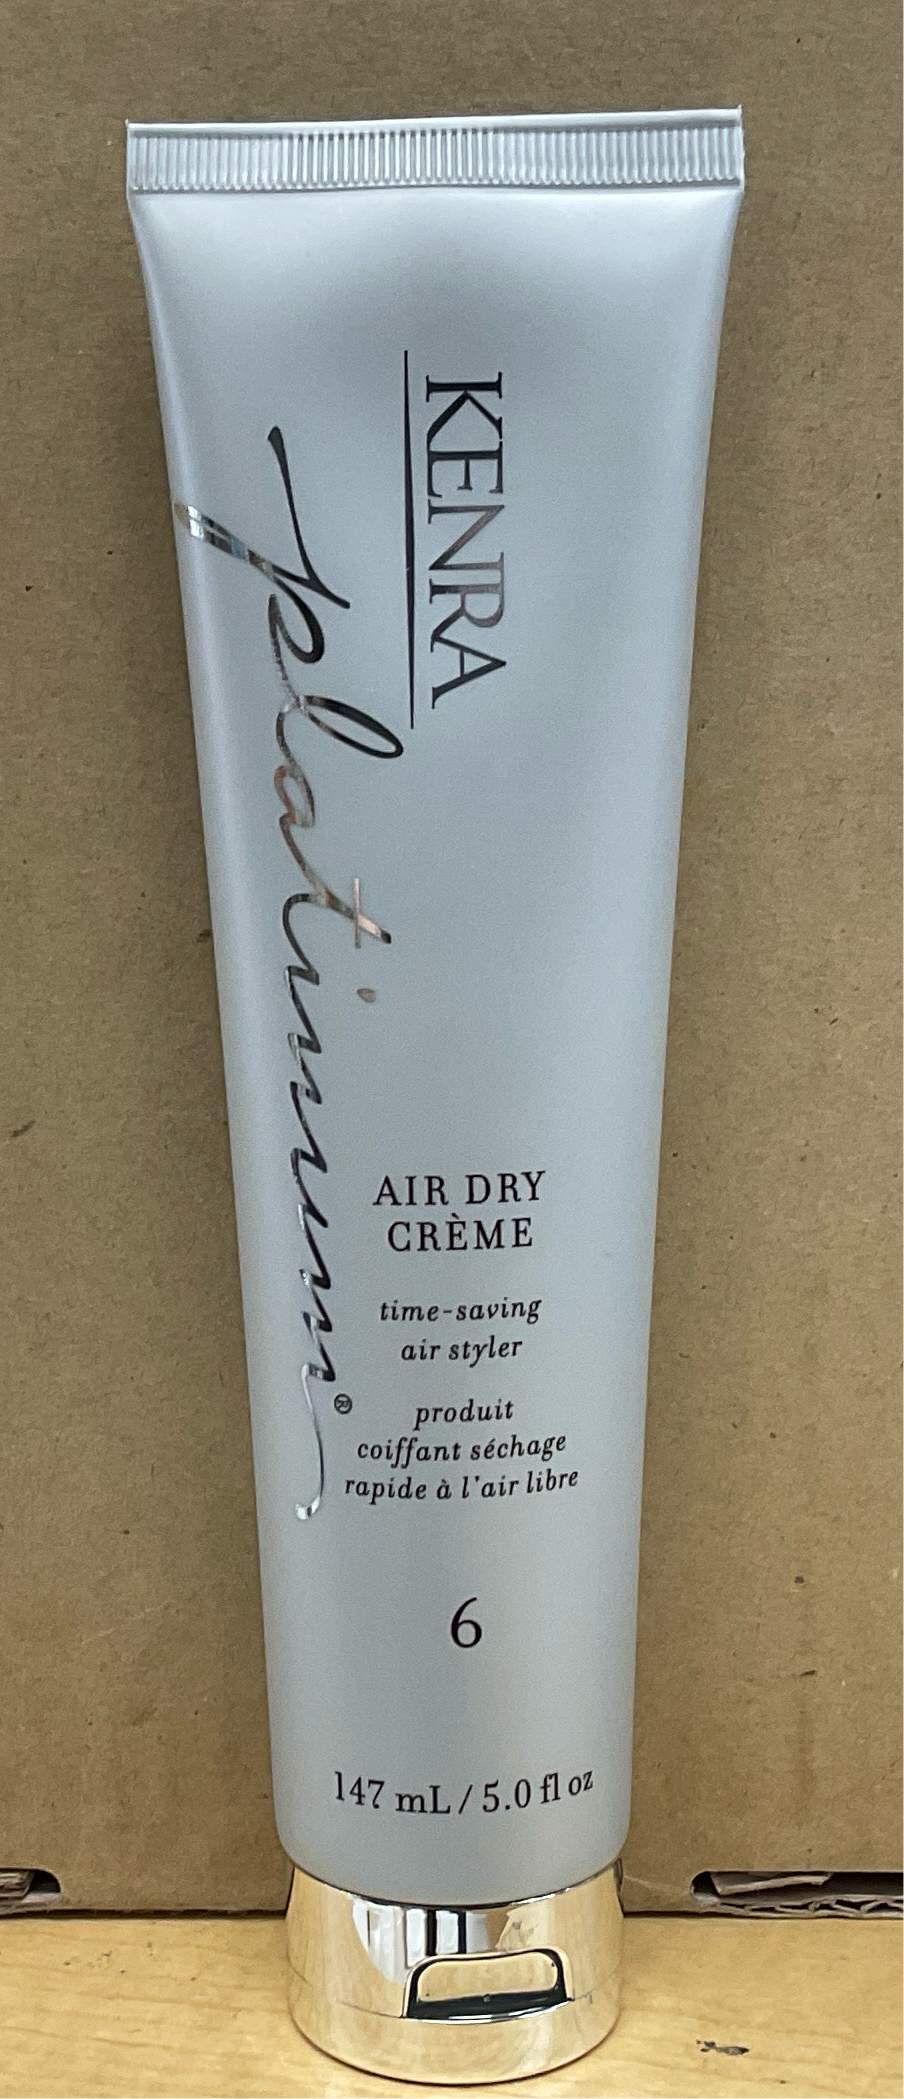 KENRA
platinum®
AIR DRY
CRÈME
time-saving
air styler
produit
coiffant séchage
rapide à l'air libre
6
147 mL / 5.0 fl oz